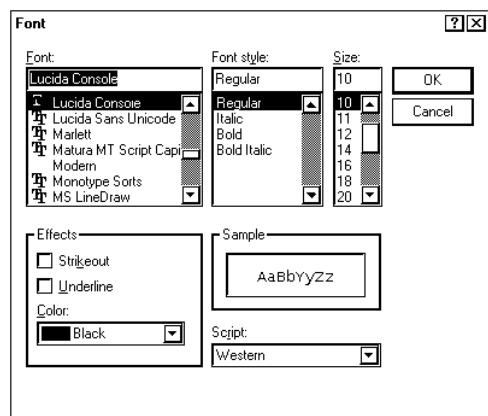 Font
Font: Font style: Size:
Lucida Console Regular 10 OK
Lucida Console Regular 10 Cancel
Lucida Sans Unicode Italic 11
Marlett Bold 12
Matura MT Script Capi Bold Italic 14
Modern 16
Monotype Sorts 18
MS LineDraw 20
Effects Sample
Strikeout
Underline AaBbYyZz
Color:
Black Script:
Western